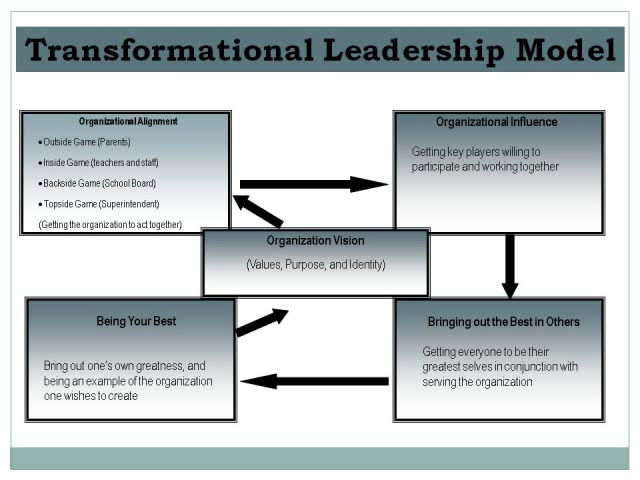 Transformational Leadership Model
Organizational Alignment
• Outside Game (Parents)
• Inside Game (teachers and staff)
• Backside Game (School Board)
• Topside Game (Superintendent)
(Getting the organization to act together)
Organizational Influence
Getting key players willing to
participate and working together
Organization Vision
(Values, Purpose, and Identity)
Being Your Best
Bring out one's own greatness, and
being an example of the organization
one wishes to create
Bringing out the Best in Others
Getting everyone to be their
greatest selves in conjunction with
serving the organization